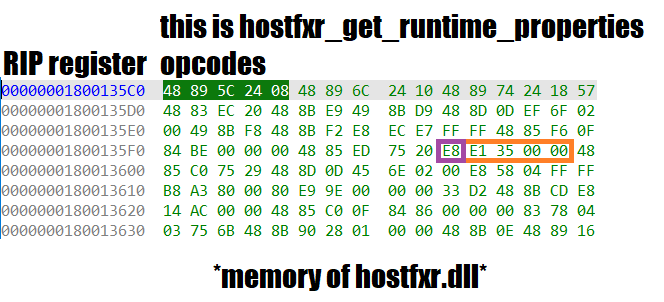 this is hostfxr_get_runtime_properties
RIP register opcodes
00000001800135C0 48 89 5C 24 08 48 89 6C 24 10 48 89 74 24 18 57
00000001800135D0 48 83 EC 20 48 8B E9 49 8B D9 48 8D 0D EF 6F 02
00000001800135E0 00 49 8B F8 48 8B F2 E8 EC E7 FF FF 48 85 F6 0F
00000001800135F0 84 BE 00 00 00 48 85 ED 75 20 E8 E1 35 00 00 48
0000000180013600 85 C0 75 29 48 8D 0D 45 6E 02 00 E8 58 04 FF FF
0000000180013610 B8 A3 80 00 80 E9 9E 00 00 00 33 D2 48 8B CD E8
0000000180013620 14 AC 00 00 48 85 C0 0F 84 86 00 00 00 83 78 04
0000000180013630 03 75 6B 48 8B 90 28 01 00 00 48 8B 0E 48 89 16
*memory of hostfxr.dll*